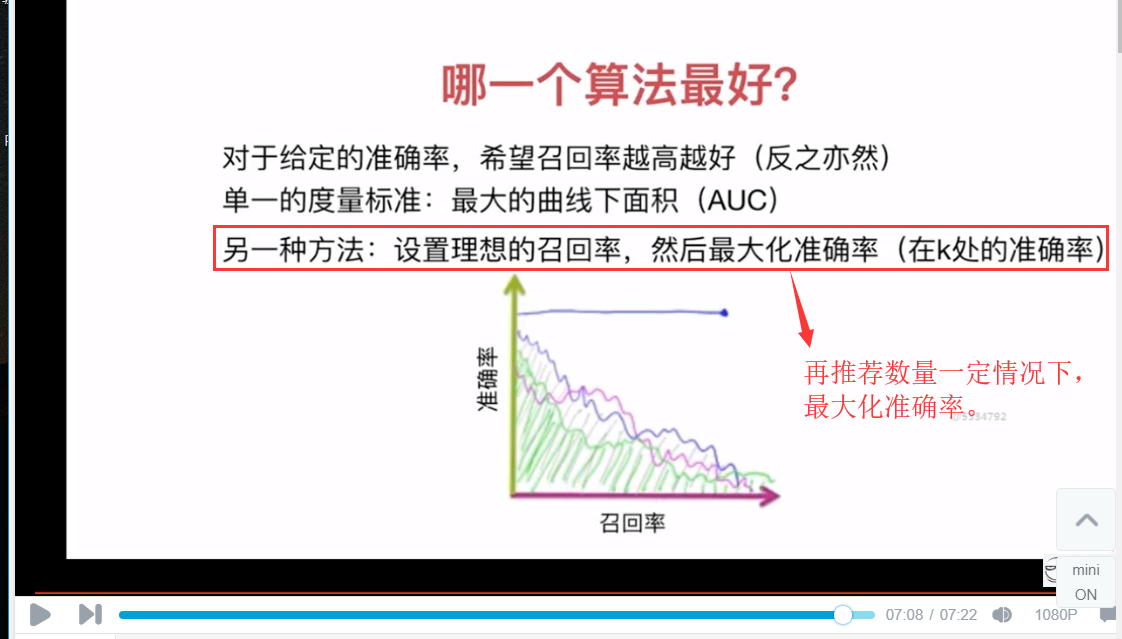 哪一个算法最好?
对于给定的准确率，希望召回率越高越好（反之亦然）
单一的度量标准：最大的曲线下面积（AUC）
另一种方法：设置理想的召回率，然后最大化准确率（在k处的准确率）
准确率
再推荐数量一定情况下，
最大化准确率。
召回率
mini
ON
07:08 / 07:22
1080P